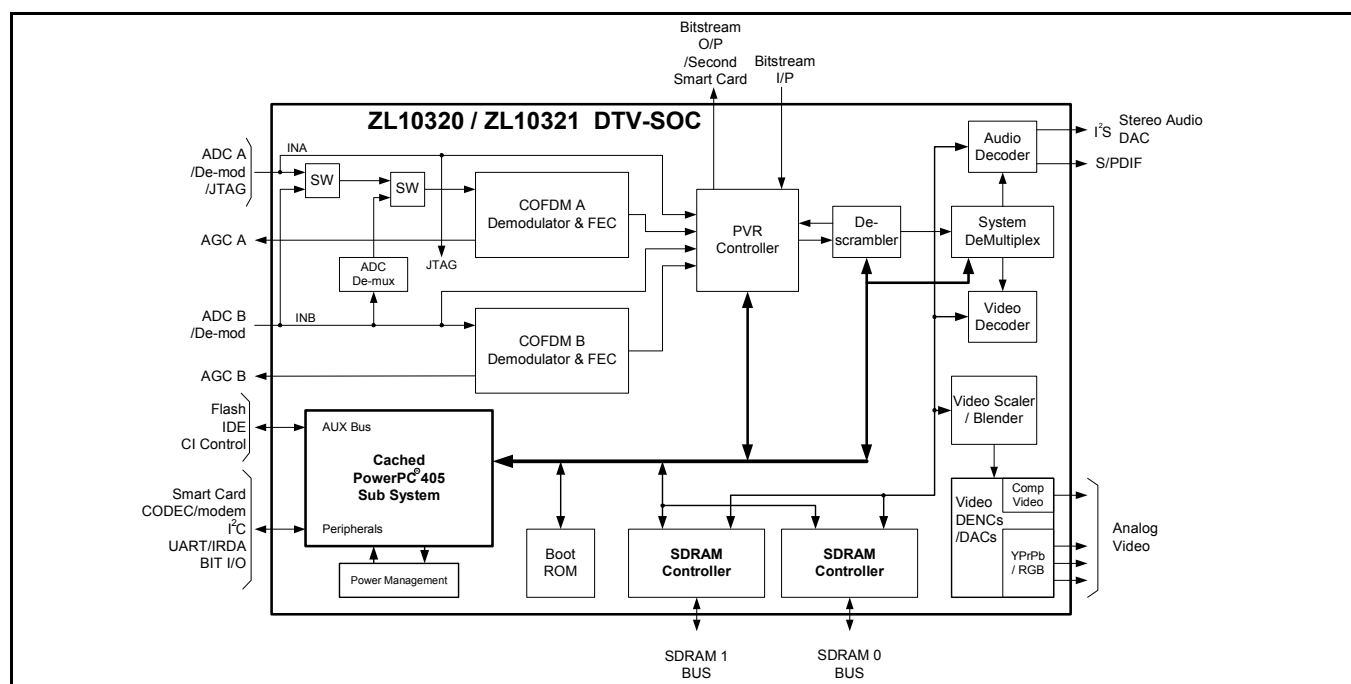 Bitstream
O/P
/Second
Smart Card
Bitstream
I/P
ZL10320 / ZL10321 DTV-SOC
ADC A
/De-mod
/JTAG
INA
SW
SW
COFDM A
Demodulator & FEC
AGC A
ADC
De-mux
JTAG
ADC B
/De-mod
INB
COFDM B
Demodulator & FEC
AGC B
PVR
Controller
De-
scrambler
System
DeMultiplex
Audio
Decoder
I²S
Stereo Audio
DAC
S/PDIF
Video
Decoder
Video Scaler
/ Blender
Video
DENCs
/DACs
Comp
Video
YPrPb
/ RGB
Analog
Video
Flash
IDE
CI Control
AUX Bus
Cached
PowerPC® 405
Sub System
Peripherals
Smart Card
CODEC/modem
I²C
UART/IRDA
BIT I/O
Power Management
Boot
ROM
SDRAM
Controller
SDRAM
Controller
SDRAM 1
BUS
SDRAM 0
BUS